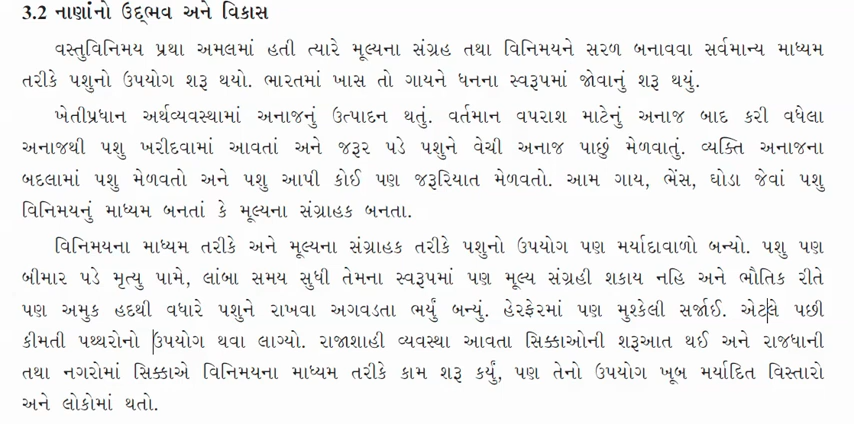 3.2 નાણાંનો ઉદ્ભવ અને વિકાસ
વસ્તુવિનિમય પ્રથા અમલમાં હતી ત્યારે મૂલ્યના સંગ્રહ તથા વિનિમયને સરળ બનાવવા સર્વમાન્ય માધ્યમ
તરીકે પશુનો ઉપયોગ શરૂ થયો. ભારતમાં ખાસ તો ગાયને ધનના સ્વરૂપમાં જોવાનું શરૂ થયું.
ખેતીપ્રધાન અર્થવ્યવસ્થામાં અનાજનું ઉત્પાદન થતું. વર્તમાન વપરાશ માટેનું અનાજ બાદ કરી વધેલા
અનાજથી પશુ ખરીદવામાં આવતાં અને જરૂર પડે પશુને વેચી અનાજ પાછું મેળવાતું. વ્યક્તિ અનાજના
બદલામાં પશુ મેળવતો અને પશુ આપી કોઈ પણ જરૂરિયાત મેળવતો. આમ ગાય, ભેંસ, ઘોડા જેવાં પશુ
વિનિમયનું માધ્યમ બનતાં કે મૂલ્યના સંગ્રાહક બનતા.
વિનિમયના માધ્યમ તરીકે અને મૂલ્યના સંગ્રાહક તરીકે પશુનો ઉપયોગ પણ મર્યાદાવાળો બન્યો. પશુ પણ
બીમાર પડે મૃત્યુ પામે, લાંબા સમય સુધી તેમના સ્વરૂપમાં પણ મૂલ્ય સંગ્રહી શકાય નહિ અને ભૌતિક રીતે
પણ અમુક હદથી વધારે પશુને રાખવા અગવડતા ભર્યું બન્યું. હેરફેરમાં પણ મુશ્કેલી સર્જાઈ. એટલે પછી
કીમતી પથ્થરોનો ઉપયોગ થવા લાગ્યો. રાજાશાહી વ્યવસ્થા આવતા સિક્કાઓની શરૂઆત થઈ અને રાજધાની
તથા નગરોમાં સિક્કાએ વિનિમયના માધ્યમ તરીકે કામ શરૂ કર્યું, પણ તેનો ઉપયોગ ખૂબ મર્યાદિત વિસ્તારો
અને લોકોમાં થતો.